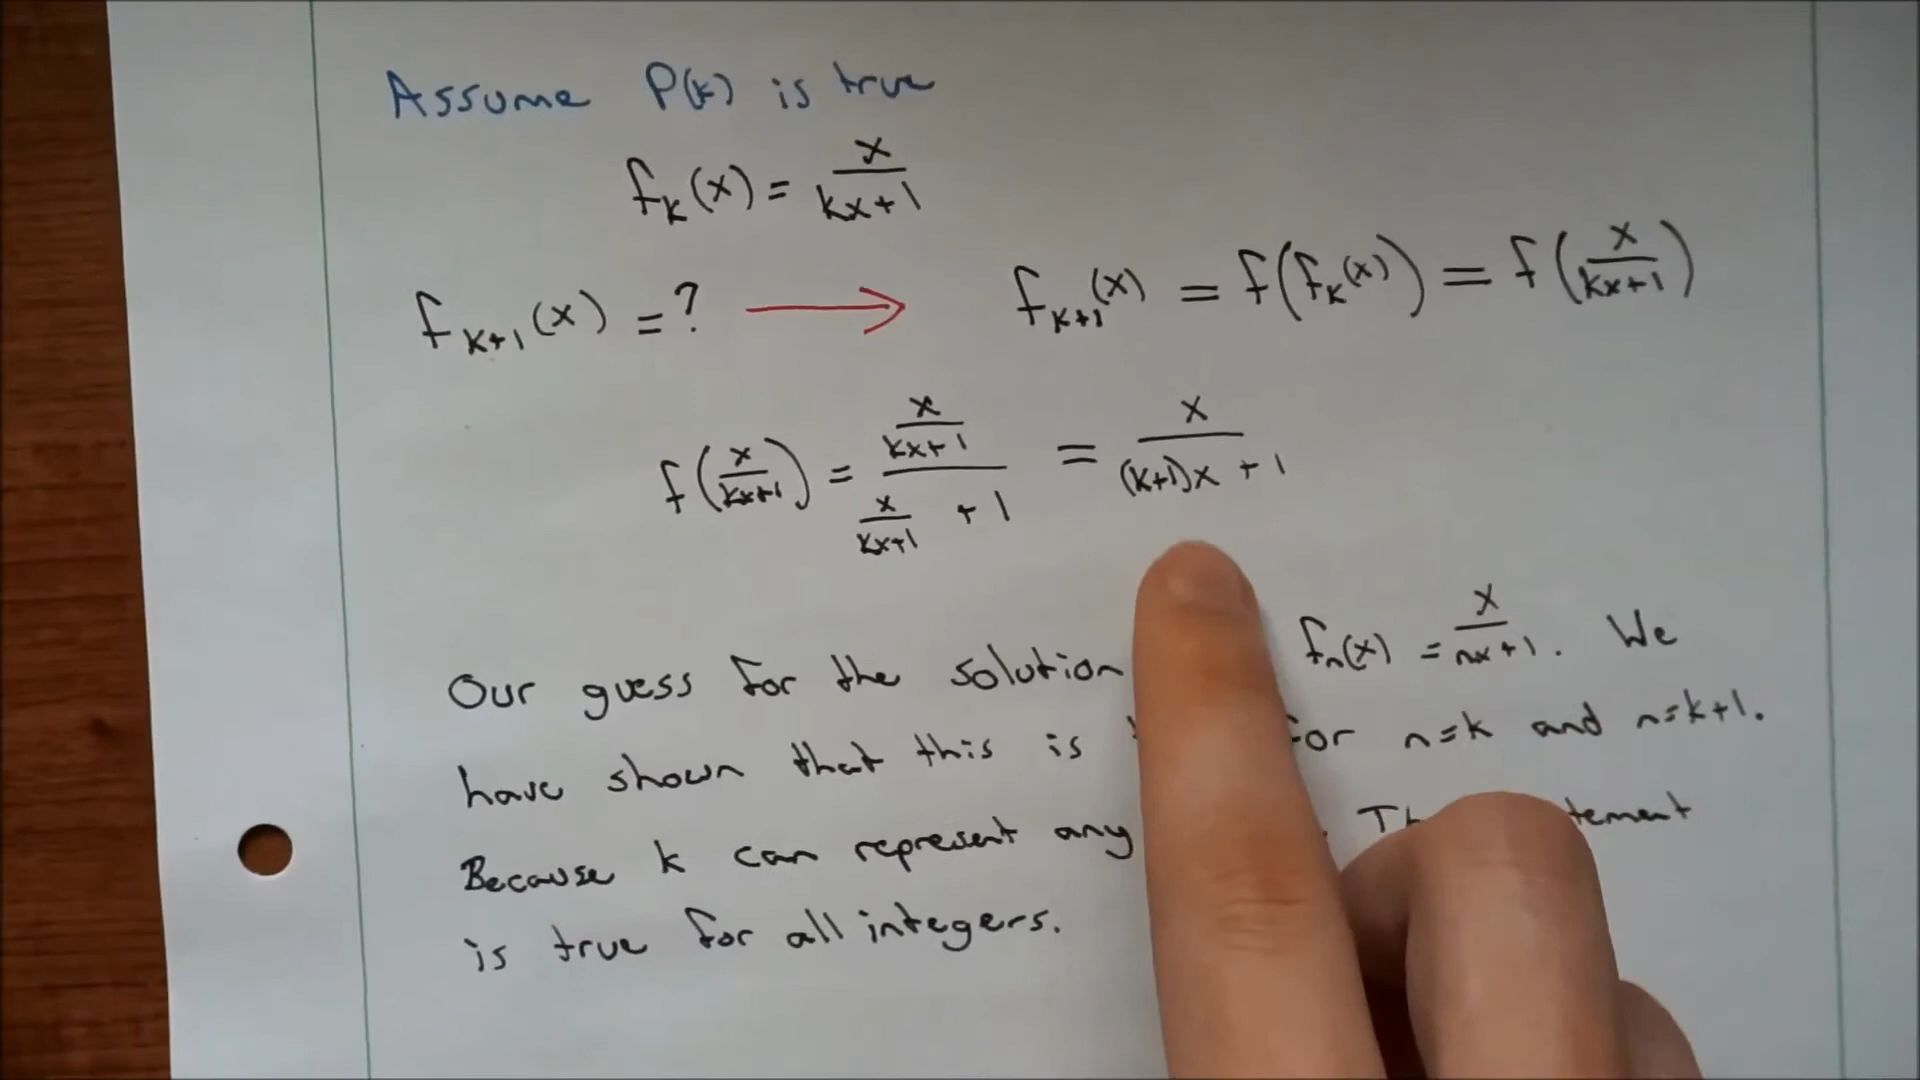 Assume P(k) is true
f_k(x) = x/(kx+1)
f_{k+1}(x) = ? → f_{k+1}(x) = f(f_k(x)) = f(x/(kx+1))
f(x/(kx+1)) = (x/(kx+1))/(x/(kx+1) + 1) = x/((k+1)x + 1)
Our guess for the solution f_n(x) = x/(nx+1). We
have shown that this is for n=k and n=k+1.
Because k can represent any
is true for all integers.